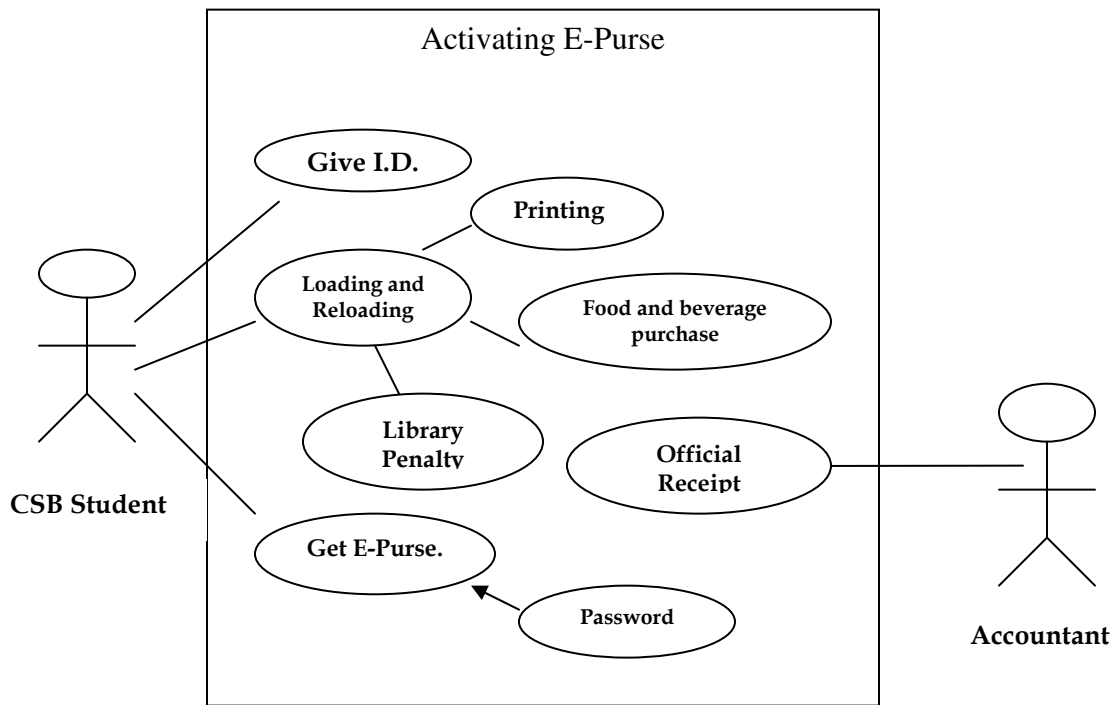 Activating E-Purse
Give I.D.
Printing
Loading and
Reloading
Food and beverage
purchase
Library
Penalty
Official
Receipt
CSB Student
Get E-Purse.
Password
Accountant